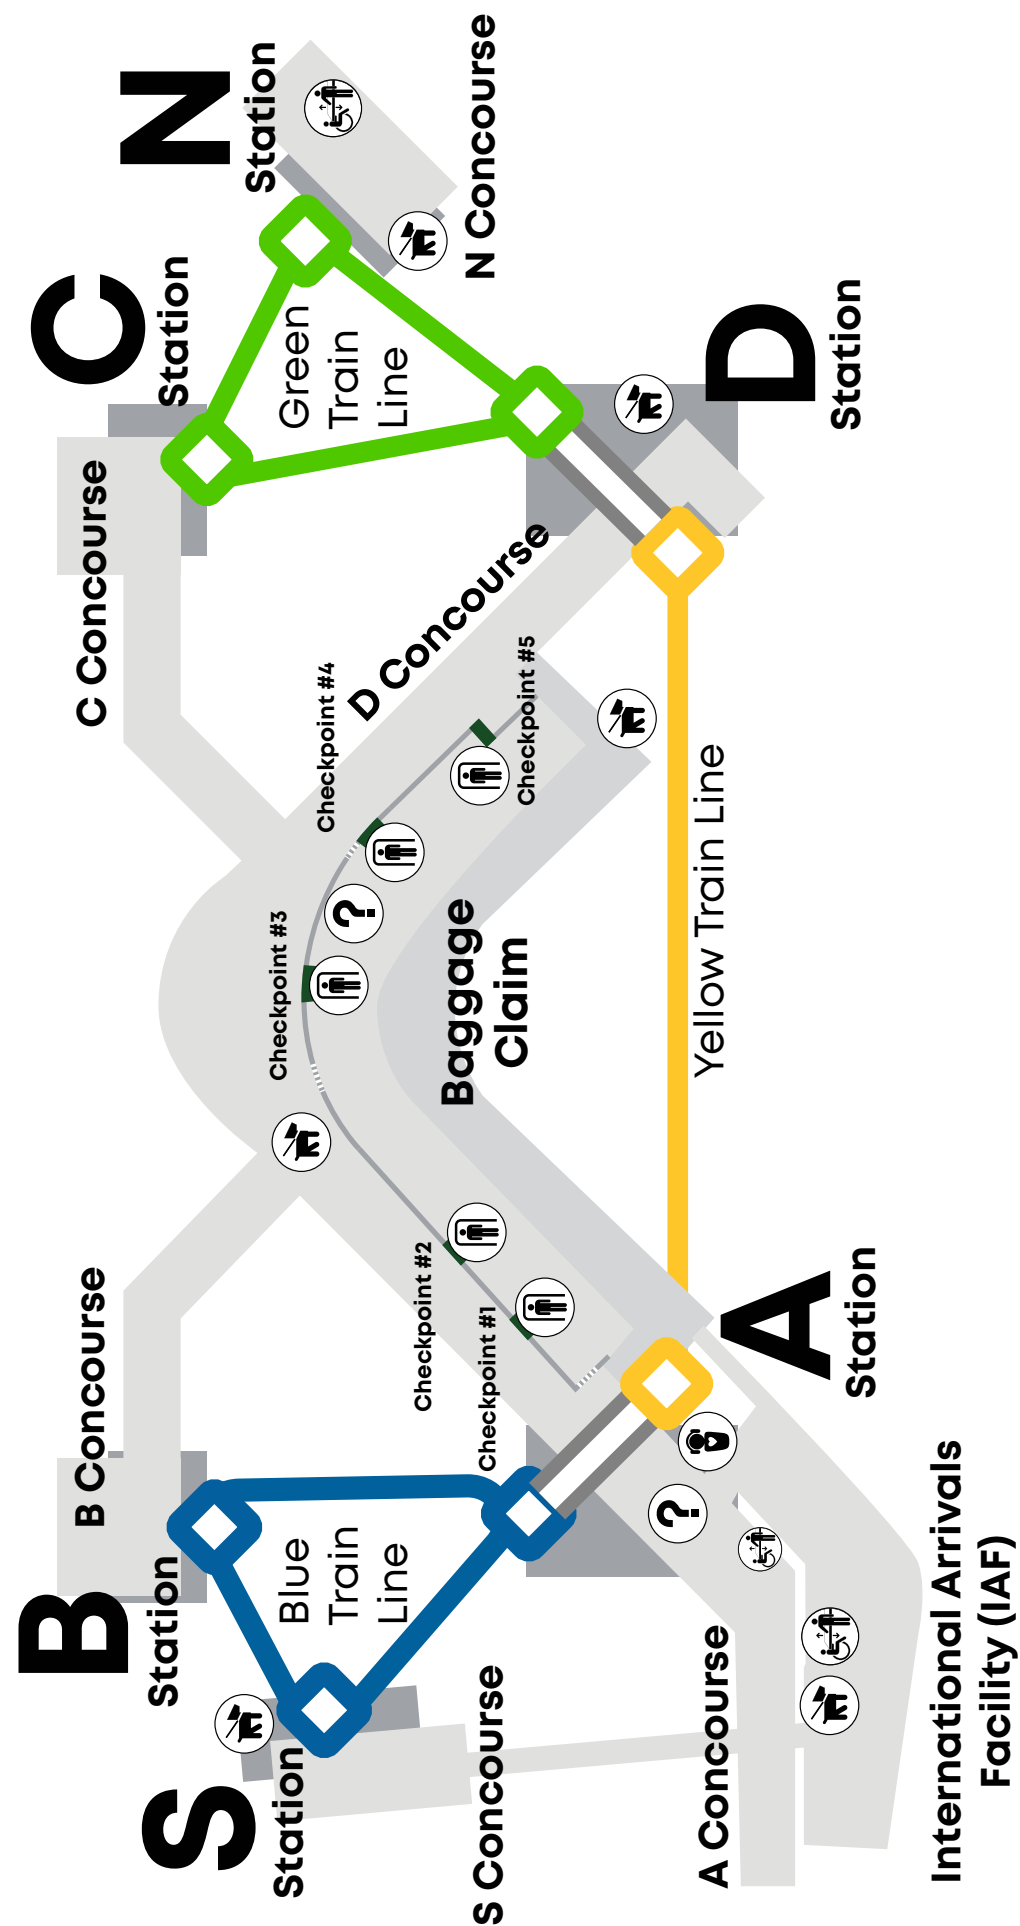 N
Station
N Concourse
C
Station
C Concourse
Green
Train
Line
D
Station
D Concourse
Checkpoint #5
Checkpoint #4
?
Checkpoint #3
Baggage
Claim
Yellow Train Line
Checkpoint #2
Checkpoint #1
A
Station
B Concourse
B
Station
Blue
Train
Line
?
S
Station
S Concourse
A Concourse
International Arrivals
Facility (IAF)